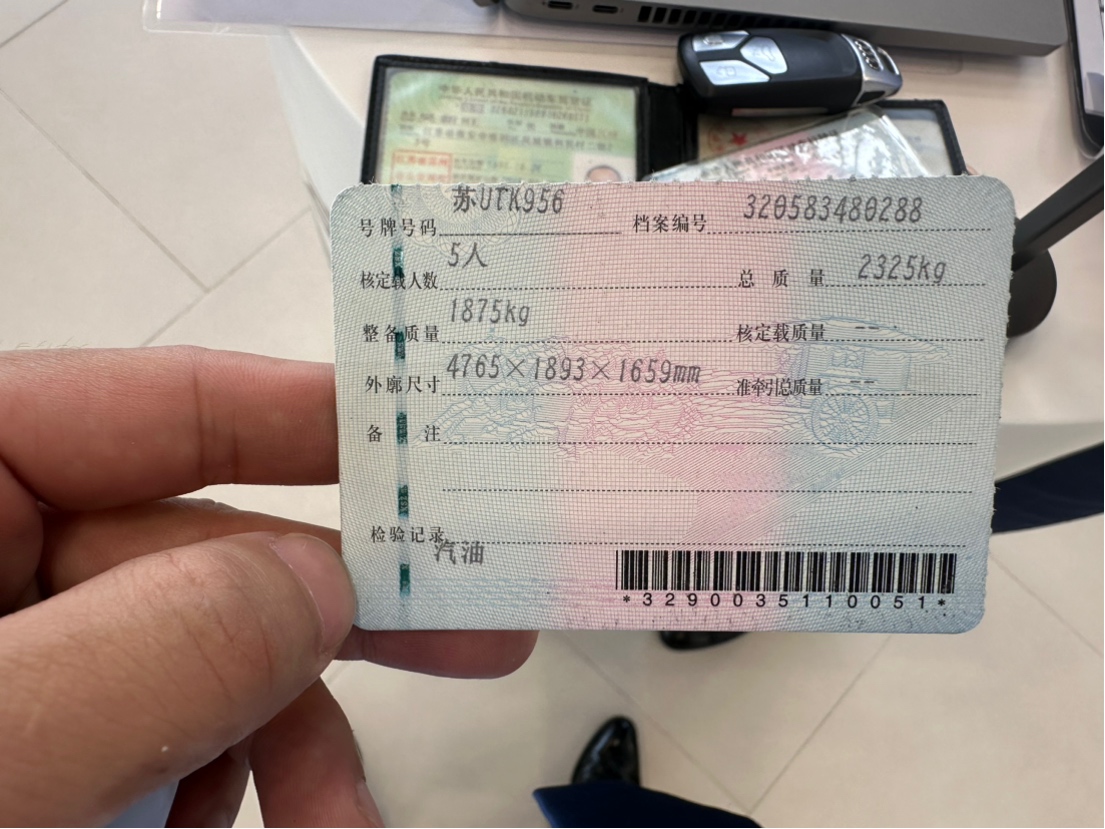 中华人民共和国机动车驾驶证
号牌号码 苏UTK956 档案编号 320583480288
核定载人数 5人 总质量 2325kg
整备质量 1875kg 核定载质量 --
外廓尺寸 4765×1893×1659mm 准牵引总质量 --
备注
检验记录
汽油
*3290035110051*